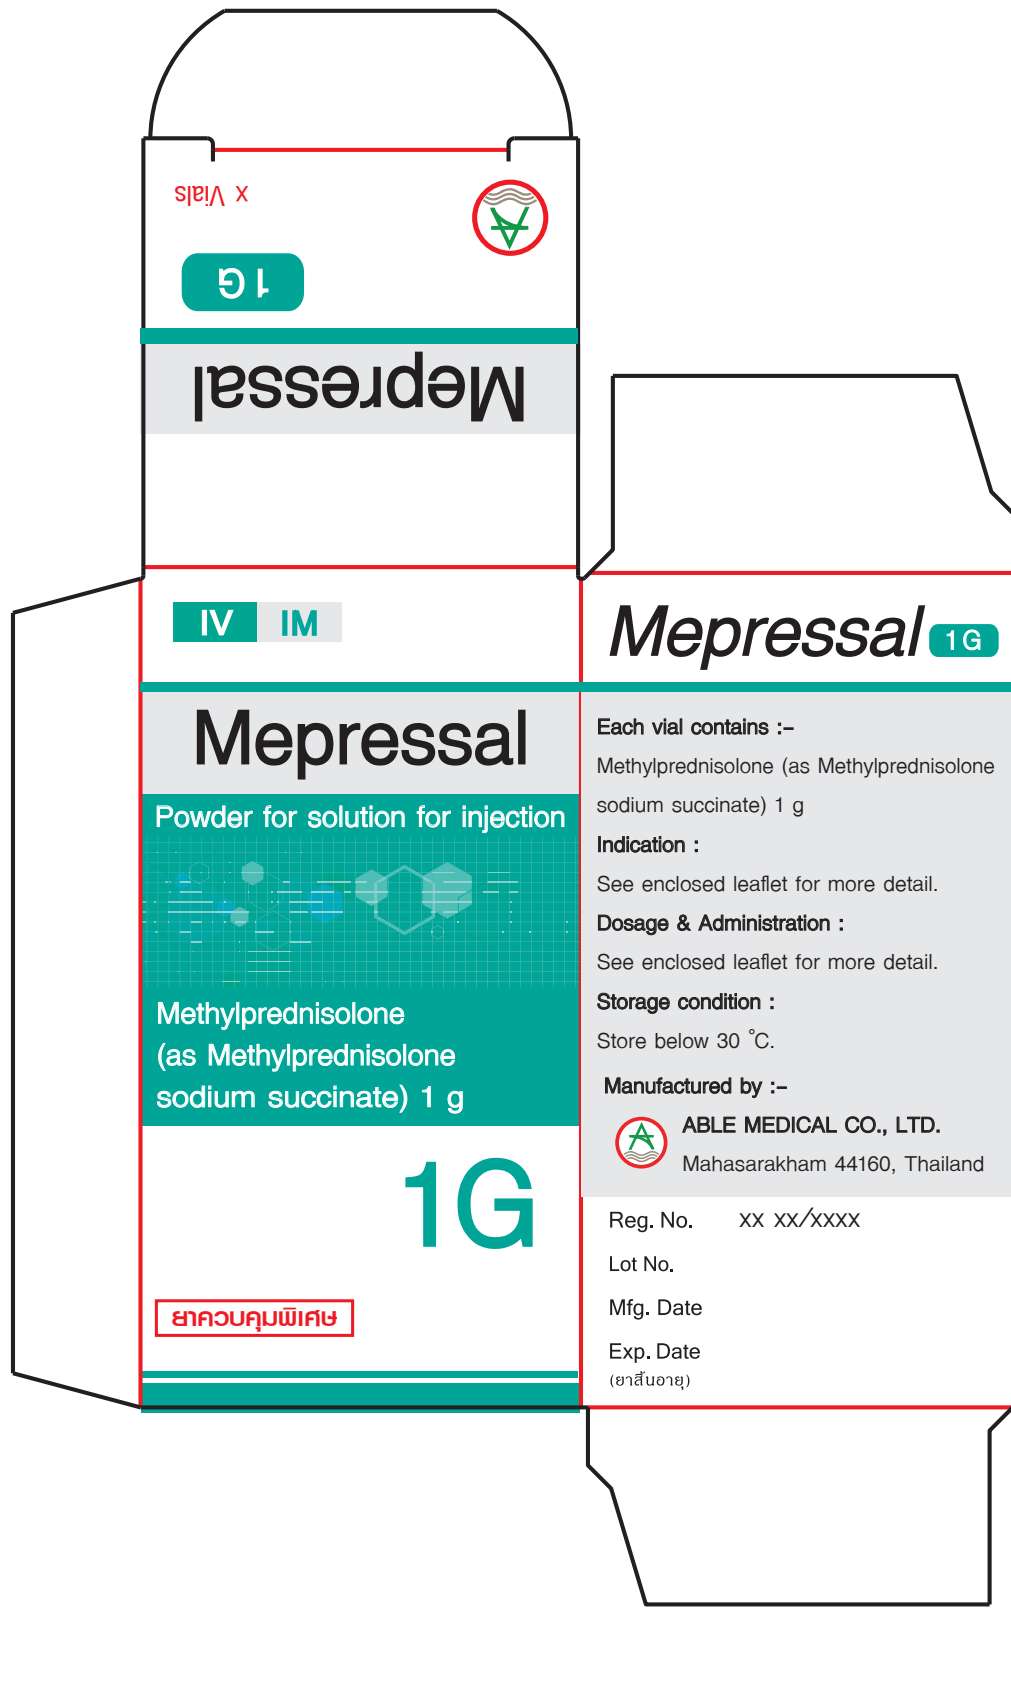 x Vials
1 G
Mepressal
IV IM
Mepressal
Powder for solution for injection
Methylprednisolone
(as Methylprednisolone
sodium succinate) 1 g
1G
ยาควบคุมพิเศษ
Mepressal 1 G
Each vial contains :-
Methylprednisolone (as Methylprednisolone
sodium succinate) 1 g
Indication :
See enclosed leaflet for more detail.
Dosage & Administration :
See enclosed leaflet for more detail.
Storage condition :
Store below 30 °C.
Manufactured by :-
ABLE MEDICAL CO., LTD.
Mahasarakham 44160, Thailand
Reg. No. xx xx/xxxx
Lot No.
Mfg. Date
Exp. Date
(ยาสิ้นอายุ)